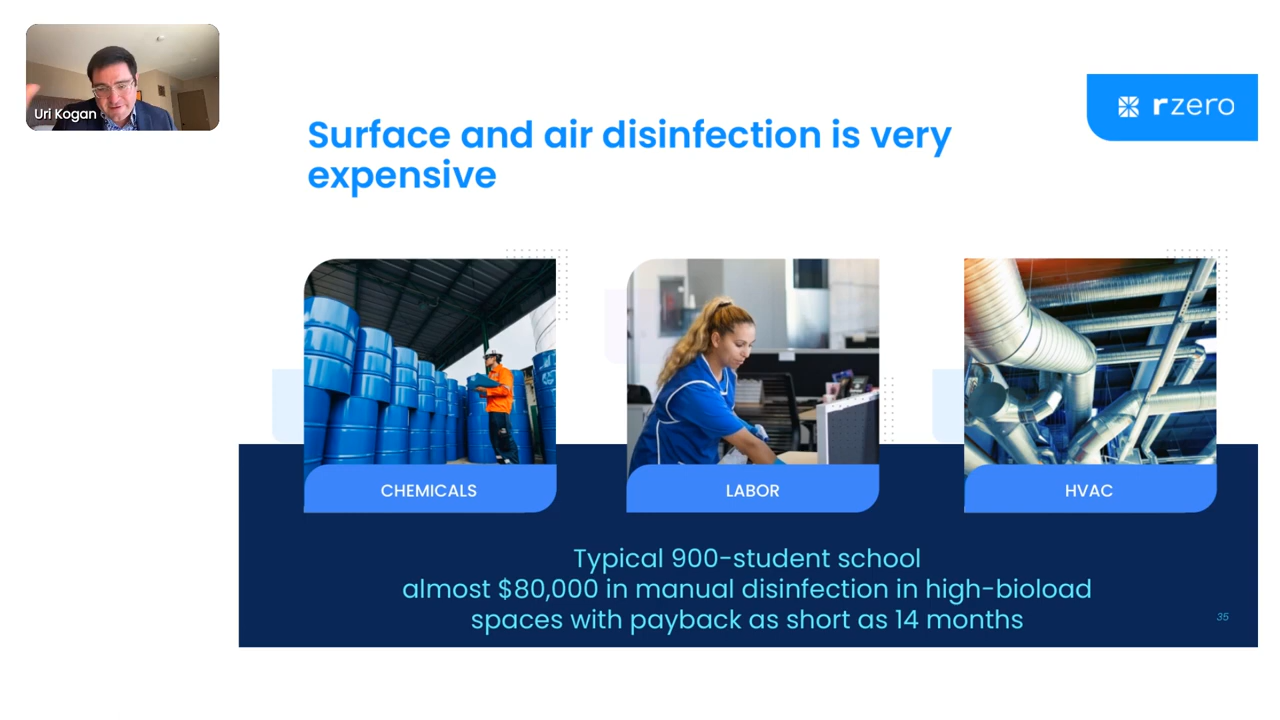 Uri Kogan
rzero
Surface and air disinfection is very
expensive
CHEMICALS
LABOR
HVAC
Typical 900-student school
almost $80,000 in manual disinfection in high-bioload
spaces with payback as short as 14 months
35